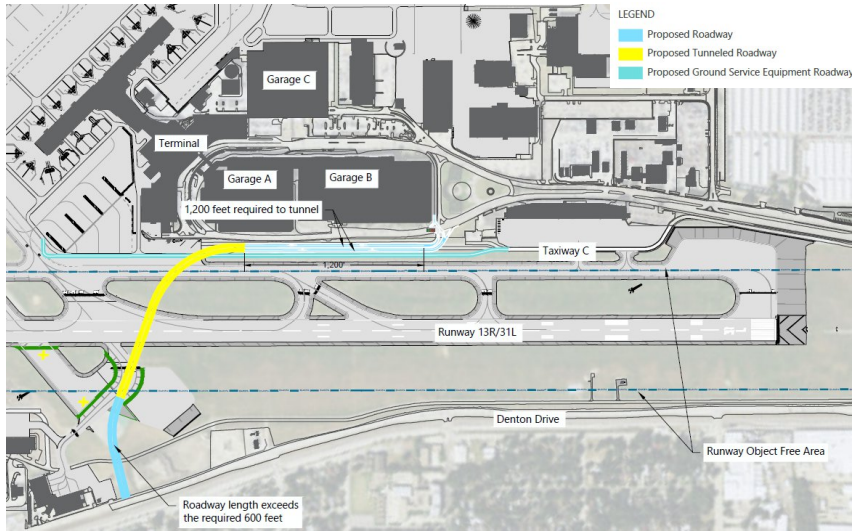 LEGEND
Proposed Roadway
Proposed Tunneled Roadway
Proposed Ground Service Equipment Roadway
Garage C
Terminal
Garage A
Garage B
1,200 feet required to tunnel
Taxiway C
1,200'
Runway 13R/31L
Denton Drive
Runway Object Free Area
Roadway length exceeds
the required 600 feet